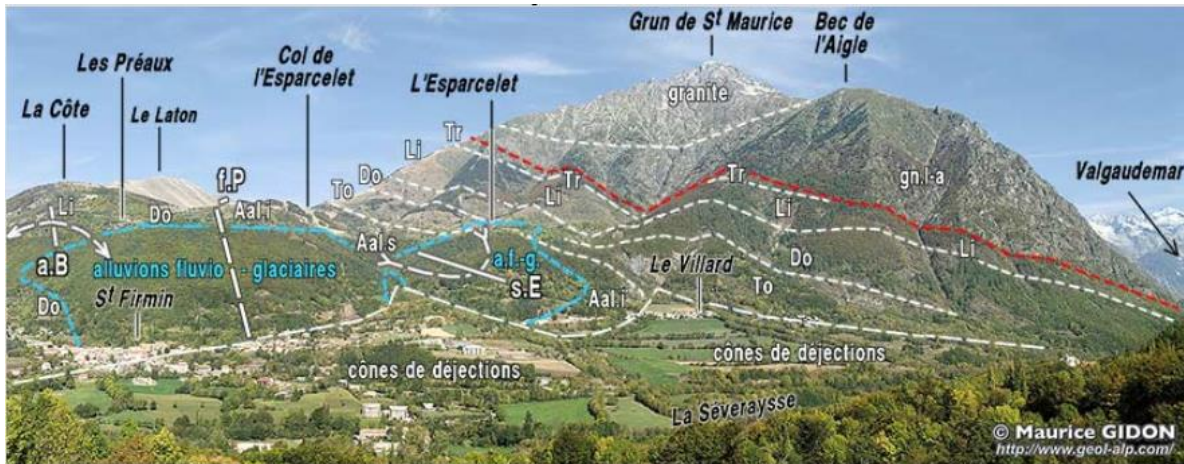 Grun de St Maurice
Bec de
l'Aigle
Les Préaux
Col de
l'Esparcelet
L'Esparcelet
La Côte
Le Laton
granite
Valgaudemar
f.P
Li
Tr
Do
To
Tr
Li
Tr
gn.l-a
Li
Do
Aal.i
Li
Li
a.B
alluvions fluvio - glaciaires
Aal.s
a.f.-g.
s.E
Le Villard
Do
Do
St Firmin
Aal.i
To
cônes de déjections
cônes de déjections
La Séveraysse
© Maurice GIDON
http://www.geol-alp.com/